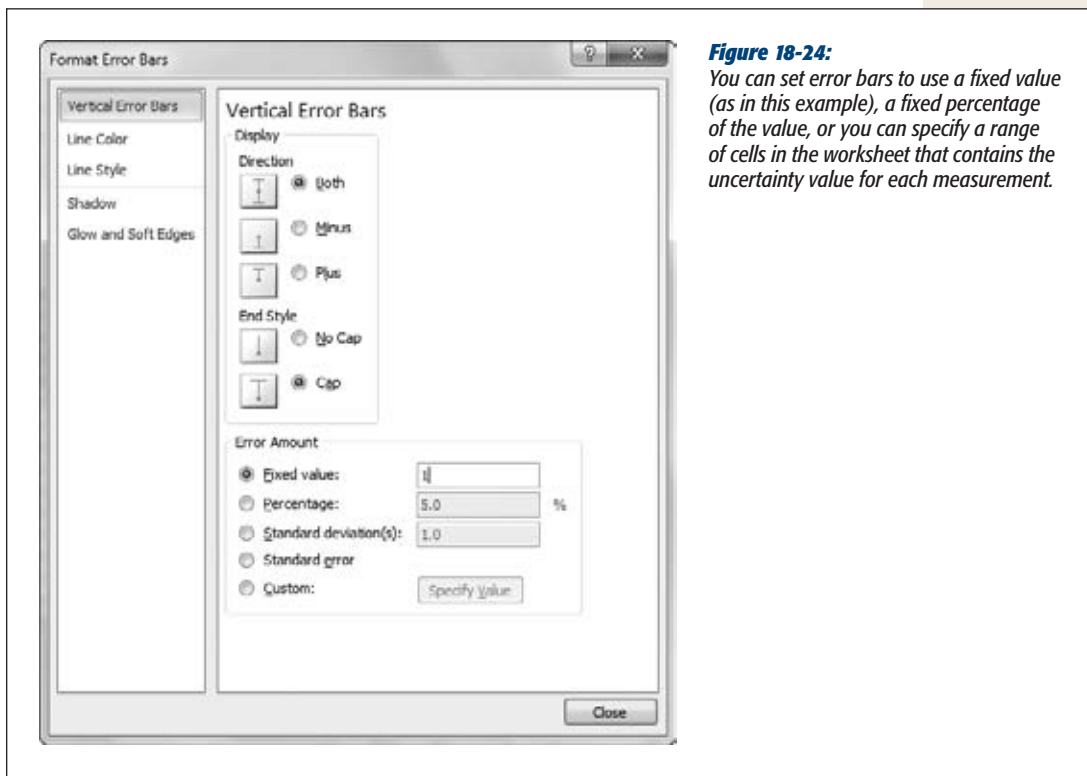 Format Error Bars
Vertical Error Bars
Line Color
Line Style
Shadow
Glow and Soft Edges
Vertical Error Bars
Display
Direction
Both
Minus
Plus
End Style
No Cap
Cap
Error Amount
Fixed value: 1
Percentage: 5.0 %
Standard deviation(s): 1.0
Standard error
Custom: Specify Value
Close
Figure 18-24:
You can set error bars to use a fixed value
(as in this example), a fixed percentage
of the value, or you can specify a range
of cells in the worksheet that contains the
uncertainty value for each measurement.